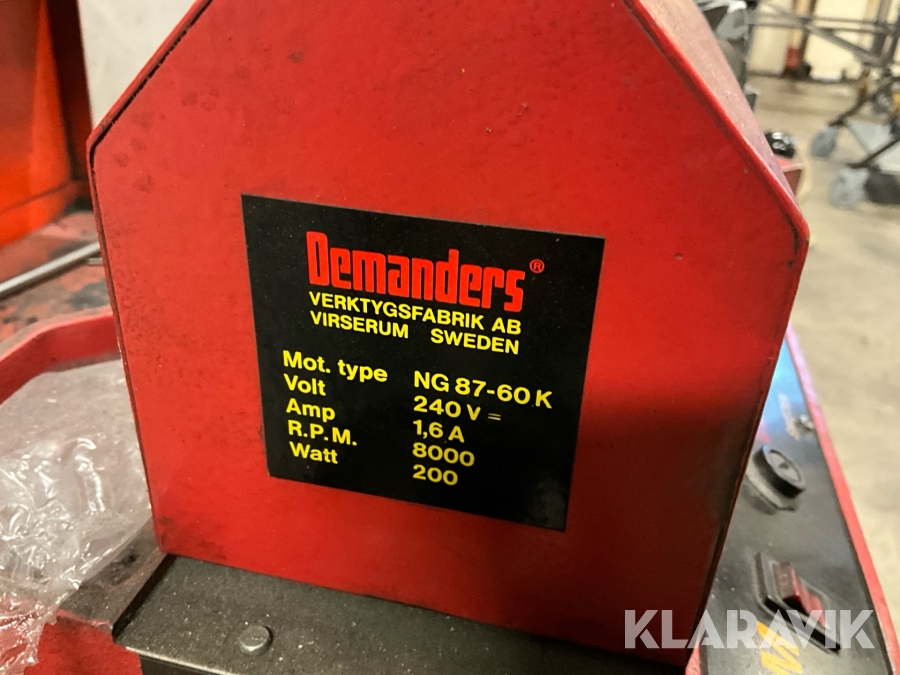 Demanders®
VERKTYGSFABRIK AB
VIRSERUM SWEDEN
Mot. type NG 87-60 K
Volt 240 V =
Amp 1,6 A
R.P.M. 8000
Watt 200
KLARAVIK